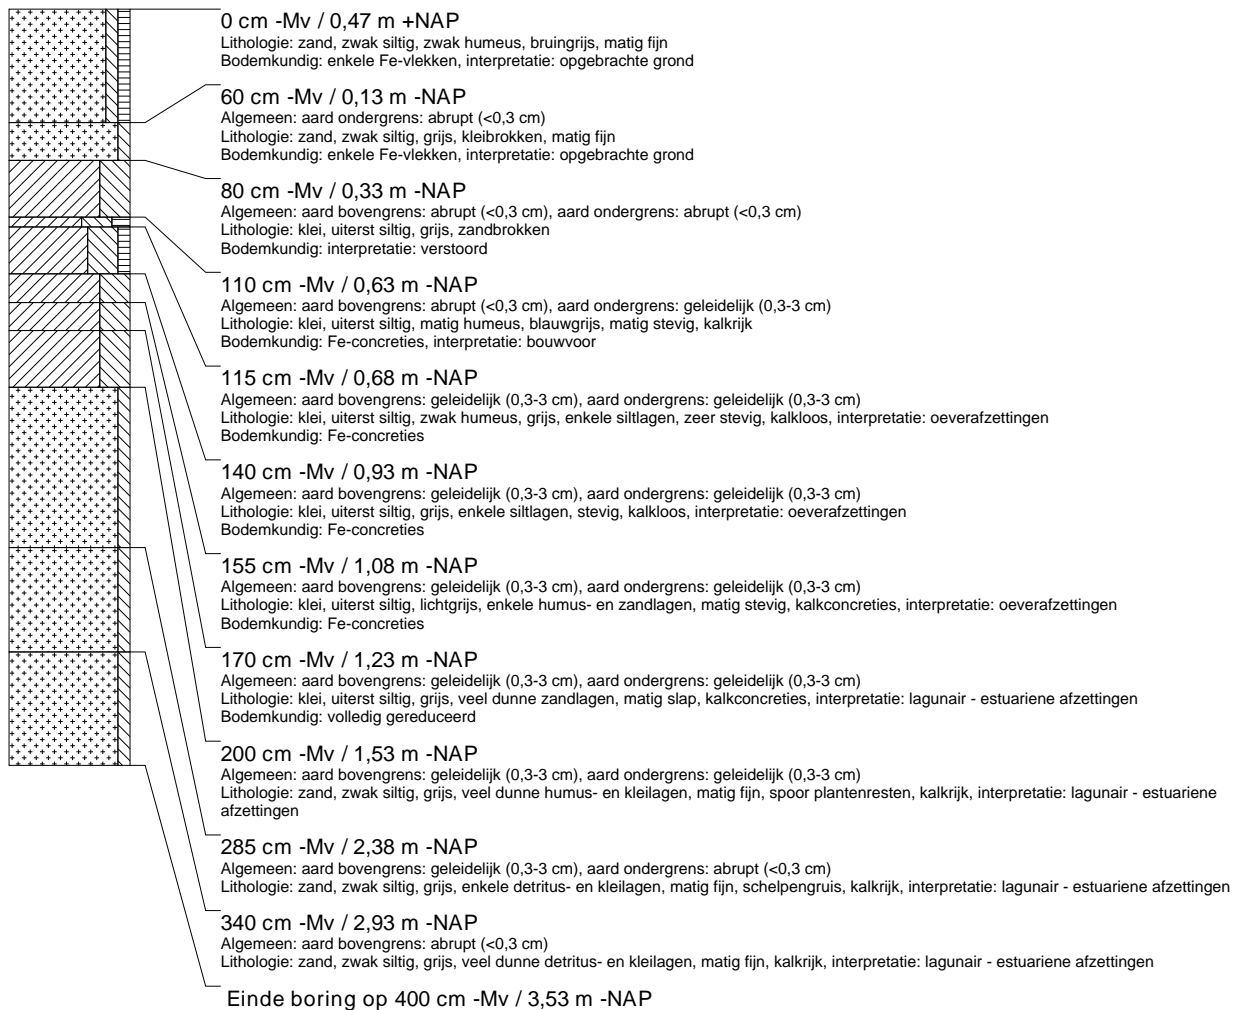 0 cm -Mv / 0,47 m +NAP
Lithologie: zand, zwak siltig, zwak humeus, bruingrijs, matig fijn
Bodemkundig: enkele Fe-vlekken, interpretatie: opgebrachte grond
60 cm -Mv / 0,13 m -NAP
Algemeen: aard ondergrens: abrupt (<0,3 cm)
Lithologie: zand, zwak siltig, grijs, kleibrokken, matig fijn
Bodemkundig: enkele Fe-vlekken, interpretatie: opgebrachte grond
80 cm -Mv / 0,33 m -NAP
Algemeen: aard bovengrens: abrupt (<0,3 cm), aard ondergrens: abrupt (<0,3 cm)
Lithologie: klei, uiterst siltig, grijs, zandbrokken
Bodemkundig: interpretatie: verstoord
110 cm -Mv / 0,63 m -NAP
Algemeen: aard bovengrens: abrupt (<0,3 cm), aard ondergrens: geleidelijk (0,3-3 cm)
Lithologie: klei, uiterst siltig, matig humeus, blauwgrijs, matig stevig, kalkrijk
Bodemkundig: Fe-concreties, interpretatie: bouwvoor
115 cm -Mv / 0,68 m -NAP
Algemeen: aard bovengrens: geleidelijk (0,3-3 cm), aard ondergrens: geleidelijk (0,3-3 cm)
Lithologie: klei, uiterst siltig, zwak humeus, grijs, enkele siltlagen, zeer stevig, kalkloos, interpretatie: oeverafzettingen
Bodemkundig: Fe-concreties
140 cm -Mv / 0,93 m -NAP
Algemeen: aard bovengrens: geleidelijk (0,3-3 cm), aard ondergrens: geleidelijk (0,3-3 cm)
Lithologie: klei, uiterst siltig, grijs, enkele siltlagen, stevig, kalkloos, interpretatie: oeverafzettingen
Bodemkundig: Fe-concreties
155 cm -Mv / 1,08 m -NAP
Algemeen: aard bovengrens: geleidelijk (0,3-3 cm), aard ondergrens: geleidelijk (0,3-3 cm)
Lithologie: klei, uiterst siltig, lichtgrijs, enkele humus- en zandlagen, matig stevig, kalkconcreties, interpretatie: oeverafzettingen
Bodemkundig: Fe-concreties
170 cm -Mv / 1,23 m -NAP
Algemeen: aard bovengrens: geleidelijk (0,3-3 cm), aard ondergrens: geleidelijk (0,3-3 cm)
Lithologie: klei, uiterst siltig, grijs, veel dunne zandlagen, matig slap, kalkconcreties, interpretatie: lagunair - estuariene afzettingen
Bodemkundig: volledig gereduceerd
200 cm -Mv / 1,53 m -NAP
Algemeen: aard bovengrens: geleidelijk (0,3-3 cm), aard ondergrens: geleidelijk (0,3-3 cm)
Lithologie: zand, zwak siltig, grijs, veel dunne humus- en kleilagen, matig fijn, spoor plantenresten, kalkrijk, interpretatie: lagunair - estuariene
afzettingen
285 cm -Mv / 2,38 m -NAP
Algemeen: aard bovengrens: geleidelijk (0,3-3 cm), aard ondergrens: abrupt (<0,3 cm)
Lithologie: zand, zwak siltig, grijs, enkele detritus- en kleilagen, matig fijn, schelpengruis, kalkrijk, interpretatie: lagunair - estuariene afzettingen
340 cm -Mv / 2,93 m -NAP
Algemeen: aard bovengrens: abrupt (<0,3 cm)
Lithologie: zand, zwak siltig, grijs, veel dunne detritus- en kleilagen, matig fijn, kalkrijk, interpretatie: lagunair - estuariene afzettingen
Einde boring op 400 cm -Mv / 3,53 m -NAP